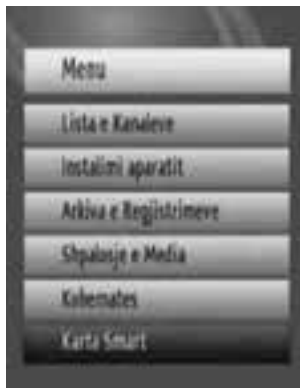 Menu
Lista e Kanaleve
Instalimi aparatit
Arkiva e Regjistrimeve
Shpalosje e Media
Kohemates
Karta Smart